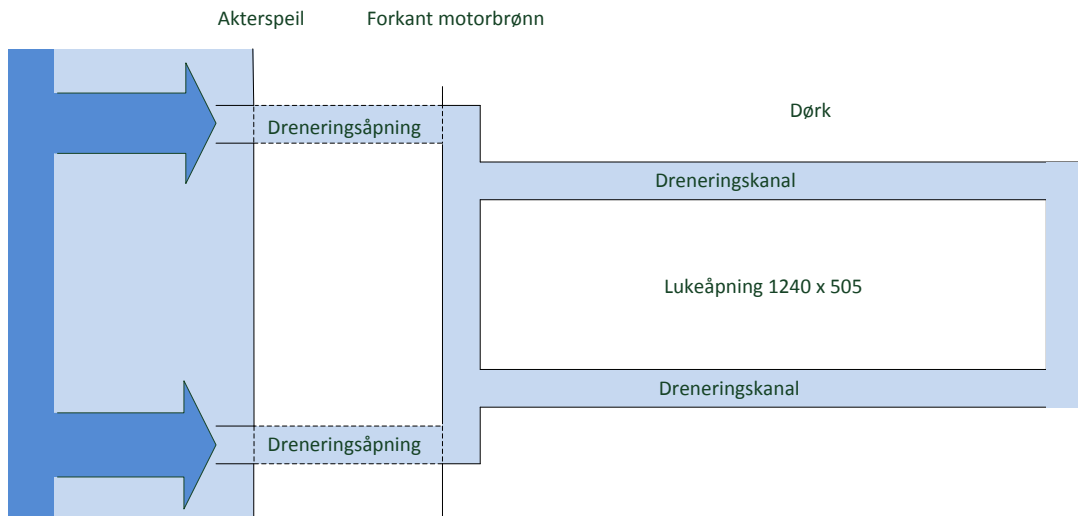 Akterspeil
Forkant motorbrønn
Dørk
Dreneringsåpning
Dreneringskanal
Lukeåpning 1240 x 505
Dreneringskanal
Dreneringsåpning